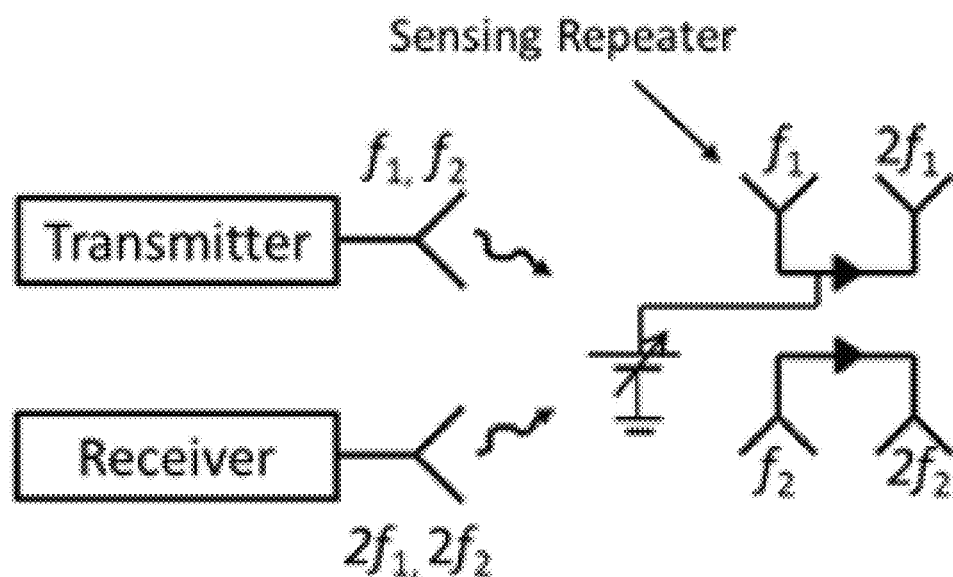 Sensing Repeater
f₁, f₂
f₁
2f₁
Transmitter
Receiver
f₂
2f₂
2f₁, 2f₂